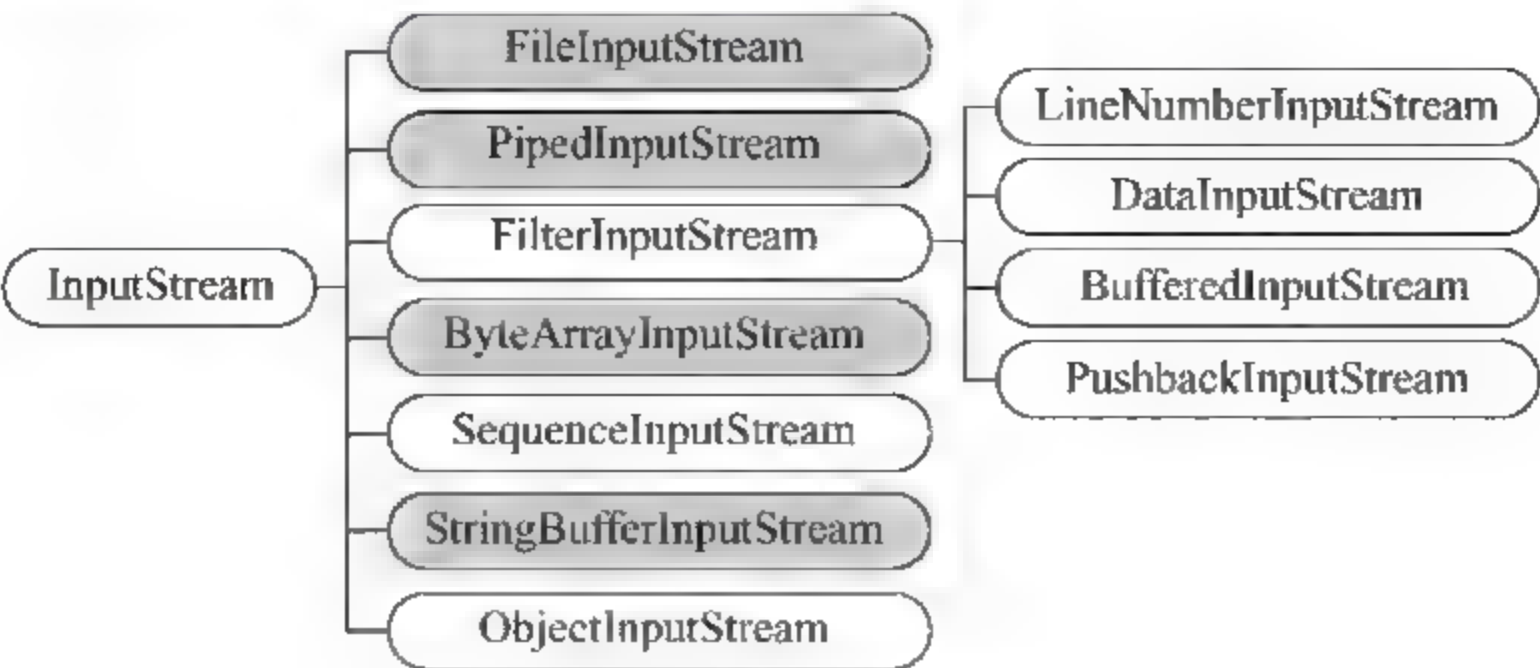 InputStream
FileInputStream
PipedInputStream
FilterInputStream
ByteArrayInputStream
SequenceInputStream
StringBufferInputStream
ObjectInputStream
LineNumberInputStream
DataInputStream
BufferedInputStream
PushbackInputStream